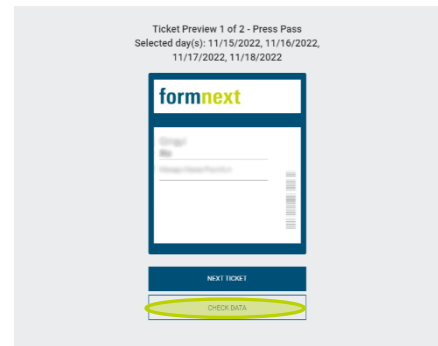 Ticket Preview 1 of 2 - Press Pass
Selected day(s): 11/15/2022, 11/16/2022,
11/17/2022, 11/18/2022
formnext
NEXT TICKET
CHECK DATA